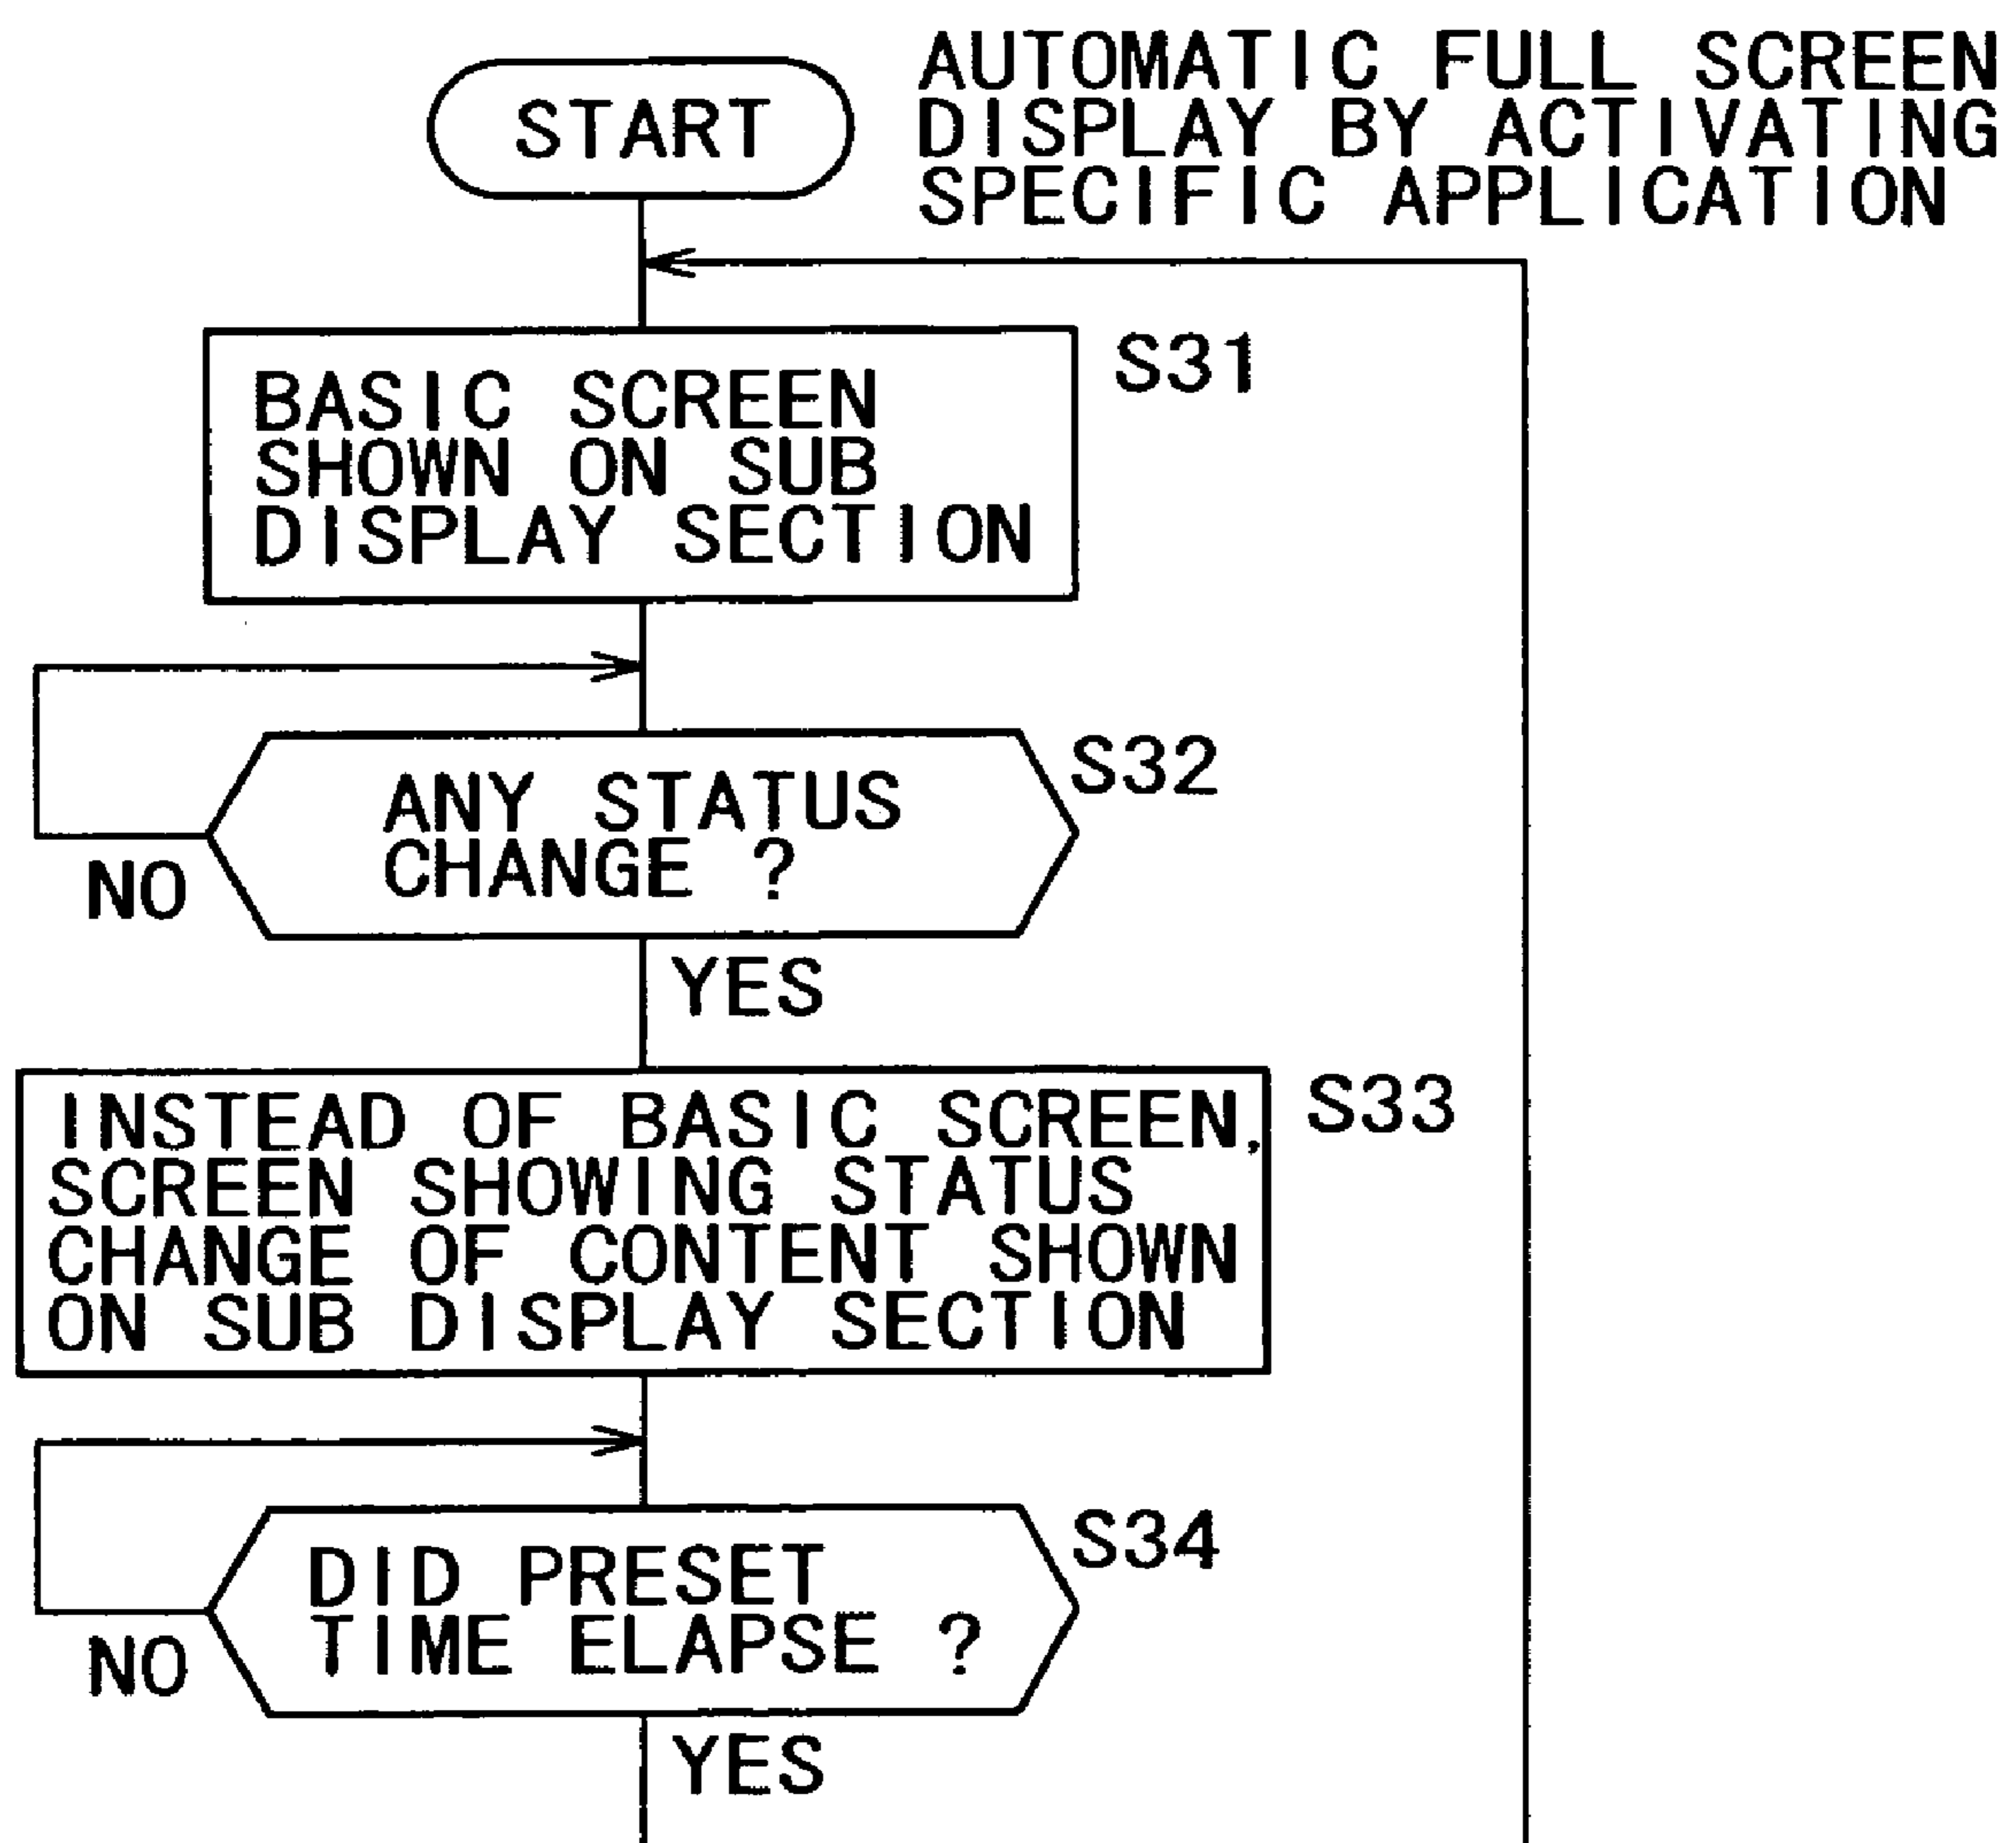 START
AUTOMATIC FULL SCREEN
DISPLAY BY ACTIVATING
SPECIFIC APPLICATION
S31
BASIC SCREEN
SHOWN ON SUB
DISPLAY SECTION
S32
ANY STATUS
CHANGE ?
NO
YES
S33
INSTEAD OF BASIC SCREEN,
SCREEN SHOWING STATUS
CHANGE OF CONTENT SHOWN
ON SUB DISPLAY SECTION
S34
DID PRESET
TIME ELAPSE ?
NO
YES